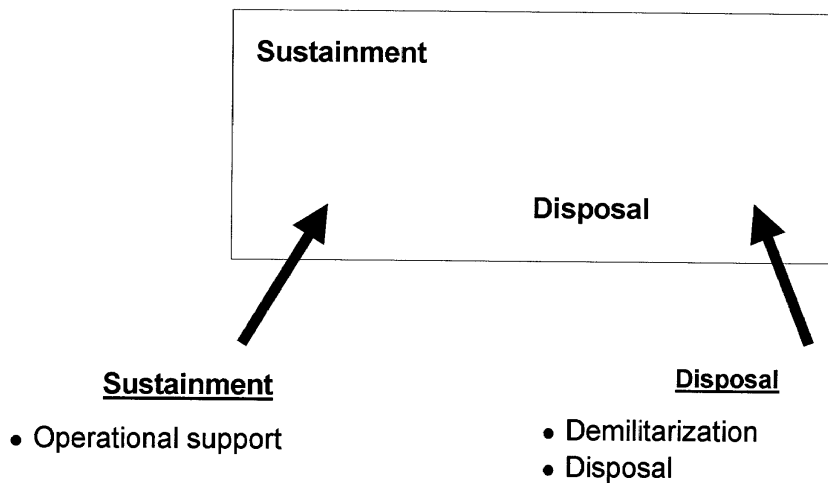 Sustainment
Disposal
Sustainment
• Operational support
Disposal
• Demilitarization
• Disposal